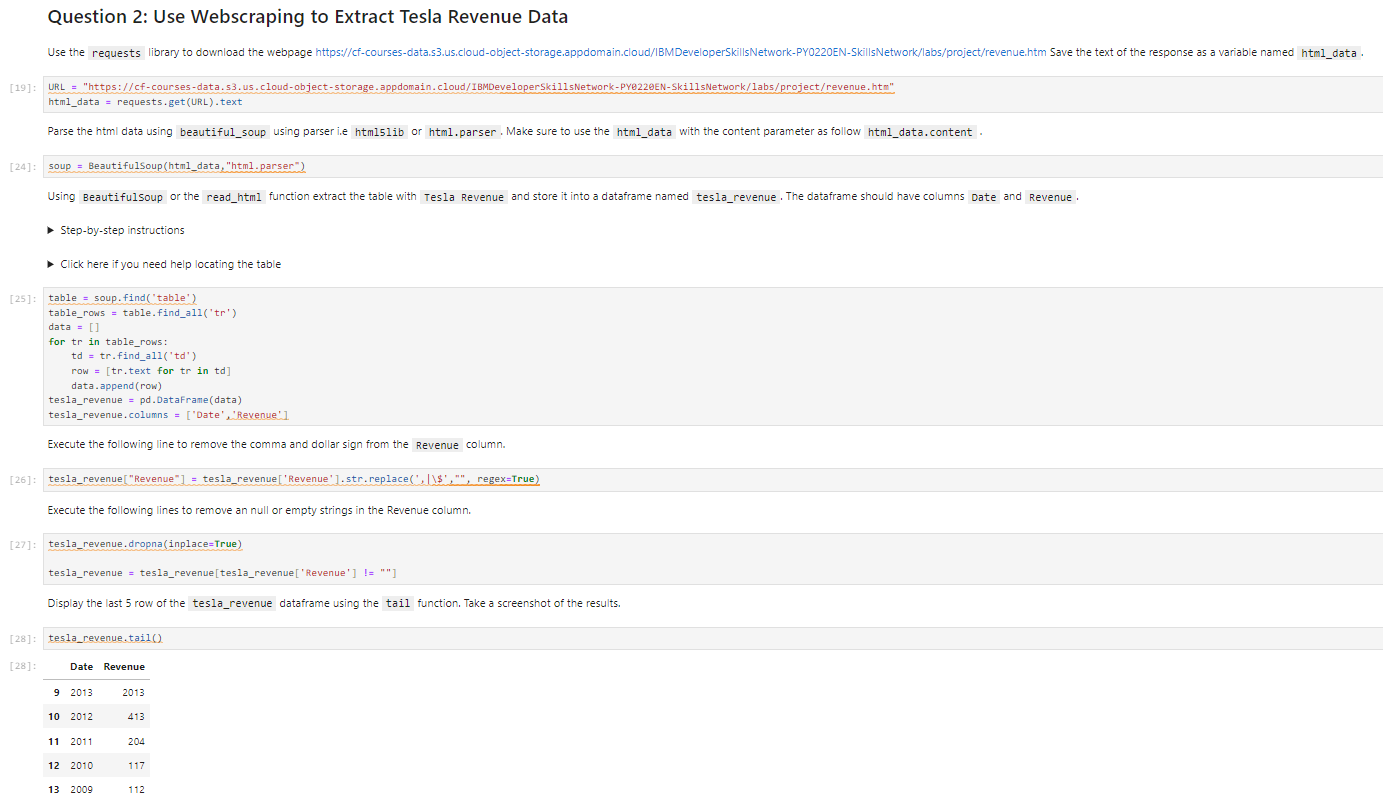 Question 2: Use Webscraping to Extract Tesla Revenue Data
Use the requests library to download the webpage https://cf-courses-data.s3.us.cloud-object-storage.appdomain.cloud/IBMDeveloperSkillsNetwork-PY0220EN-SkillsNetwork/labs/project/revenue.htm Save the text of the response as a variable named html_data.
[19]: URL = "https://cf-courses-data.s3.us.cloud-object-storage.appdomain.cloud/IBMDeveloperSkillsNetwork-PY0220EN-SkillsNetwork/labs/project/revenue.htm"
html_data = requests.get(URL).text
Parse the html data using beautiful_soup using parser i.e html5lib or html.parser. Make sure to use the html_data with the content parameter as follow html_data.content .
[24]: soup = BeautifulSoup(html_data,"html.parser")
Using BeautifulSoup or the read_html function extract the table with Tesla Revenue and store it into a dataframe named tesla_revenue. The dataframe should have columns Date and Revenue.
▶ Step-by-step instructions
▶ Click here if you need help locating the table
[25]: table = soup.find('table')
table_rows = table.find_all('tr')
data = []
for tr in table_rows:
    td = tr.find_all('td')
    row = [tr.text for tr in td]
    data.append(row)
tesla_revenue = pd.DataFrame(data)
tesla_revenue.columns = ['Date','Revenue']
Execute the following line to remove the comma and dollar sign from the Revenue column.
[26]: tesla_revenue["Revenue"] = tesla_revenue['Revenue'].str.replace(',|\$',"", regex=True)
Execute the following lines to remove an null or empty strings in the Revenue column.
[27]: tesla_revenue.dropna(inplace=True)
tesla_revenue = tesla_revenue[tesla_revenue['Revenue'] != ""]
Display the last 5 row of the tesla_revenue dataframe using the tail function. Take a screenshot of the results.
[28]: tesla_revenue.tail()
[28]: Date Revenue
9 2013 2013
10 2012 413
11 2011 204
12 2010 117
13 2009 112